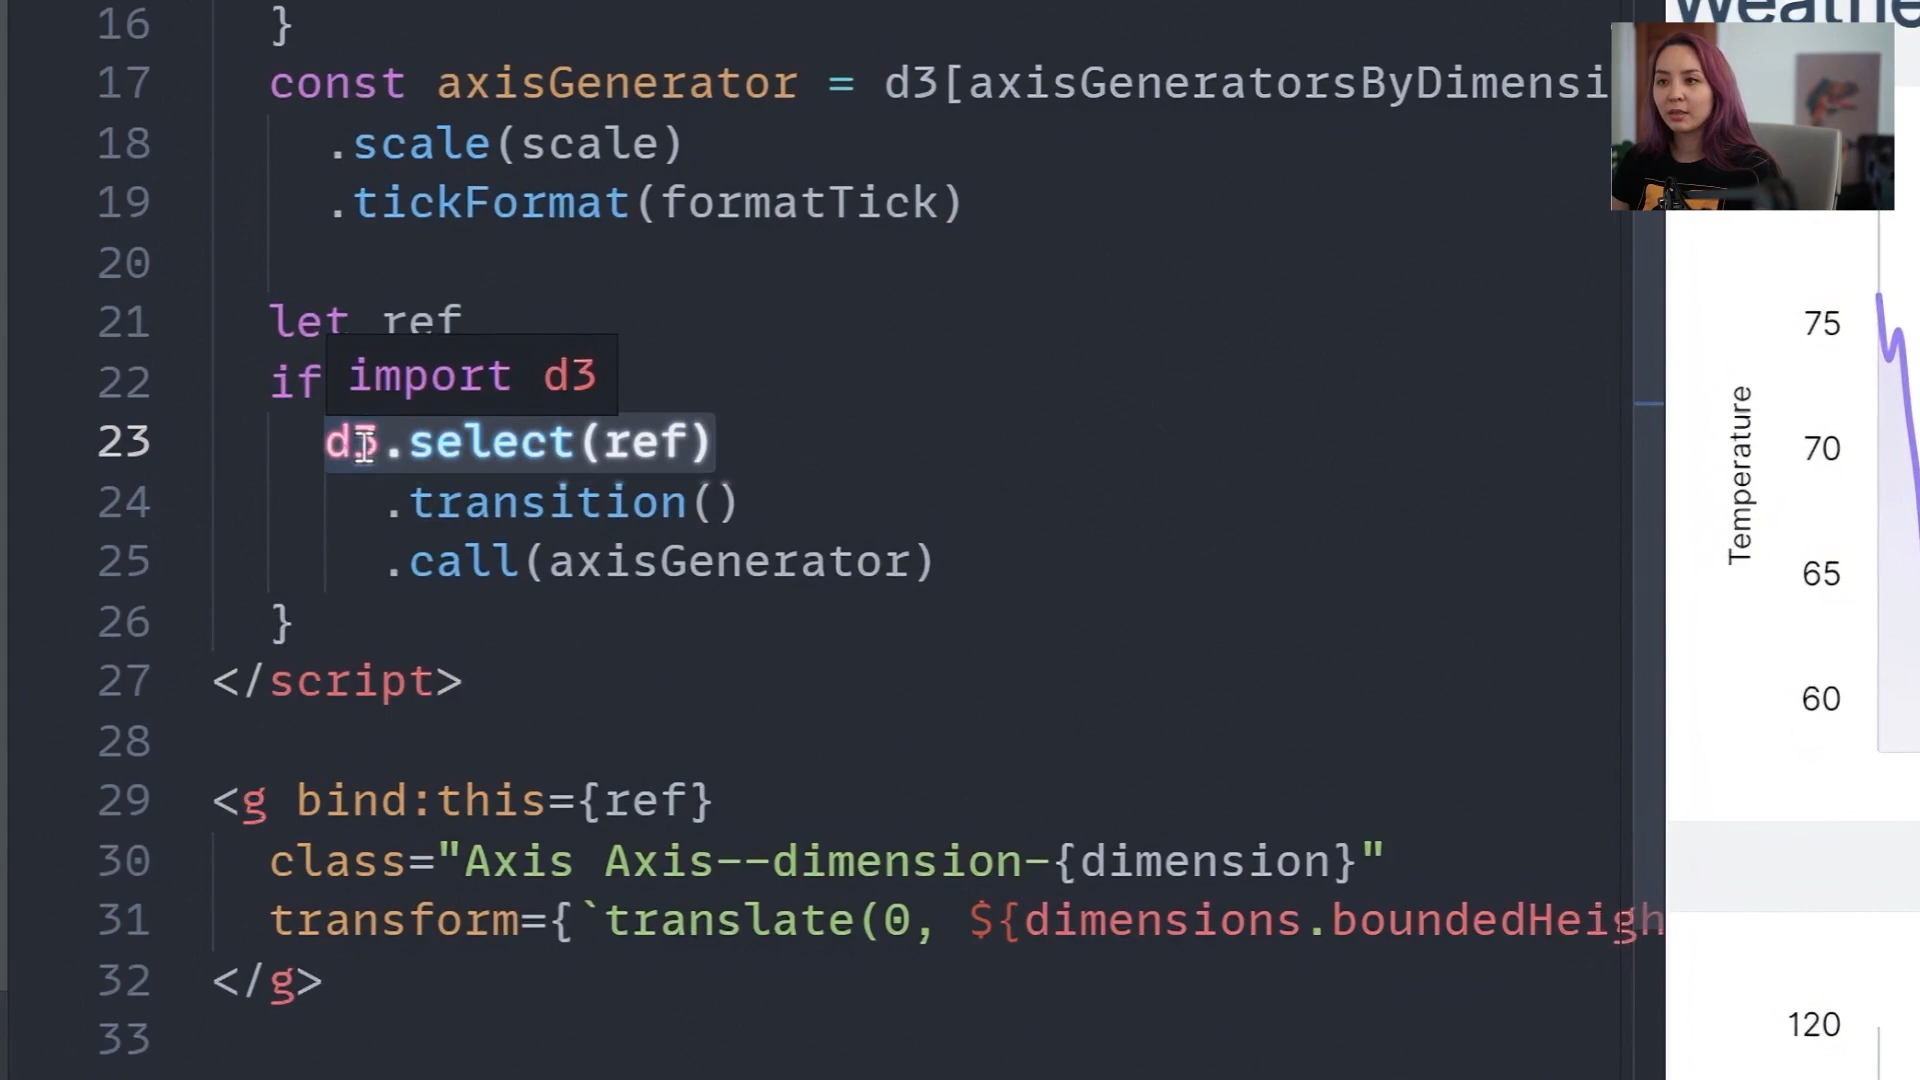 16 }
17 const axisGenerator = d3[axisGeneratorsByDimensi
18 .scale(scale)
19 .tickFormat(formatTick)
20
21 let ref
22 if
import d3
23 d3.select(ref)
24 .transition()
25 .call(axisGenerator)
26 }
27 </script>
28
29 <g bind:this={ref}
30 class="Axis Axis--dimension-{dimension}"
31 transform={`translate(0, ${dimensions.boundedHeigh
32 </g>
33
Weathe
75
70
65
60
Temperature
120